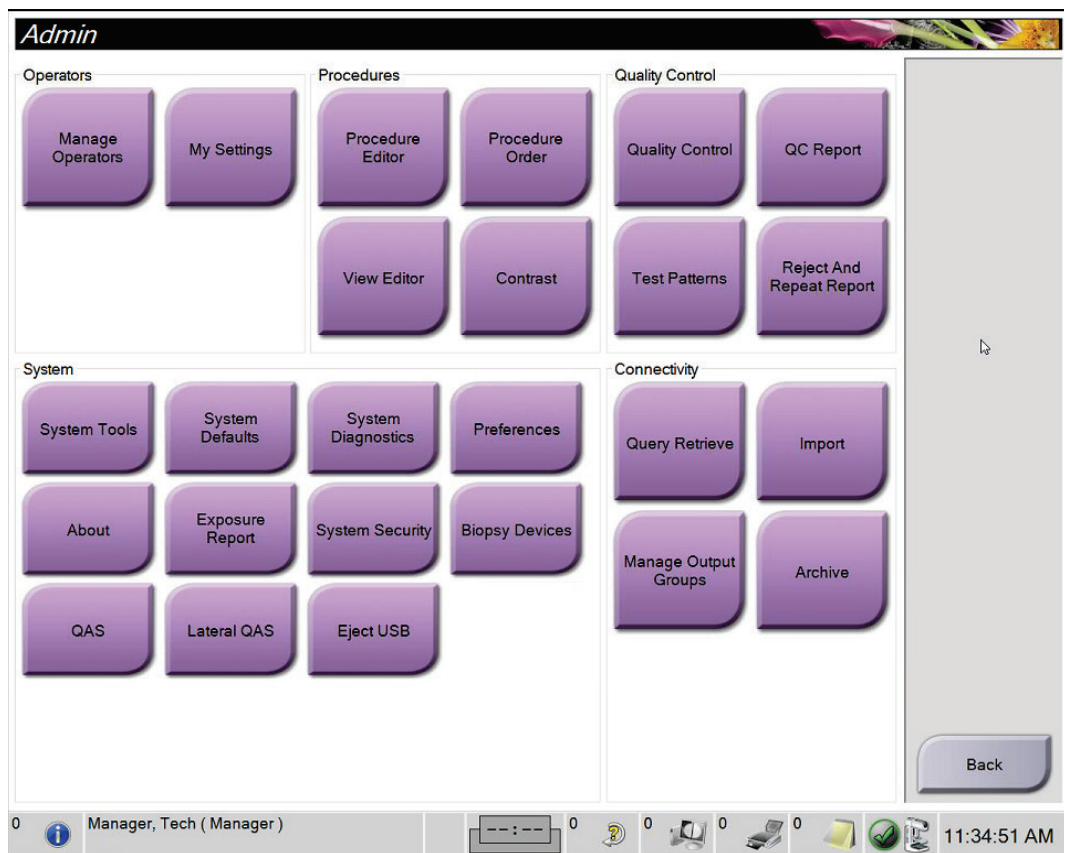 Admin
Operators
Manage
Operators
My Settings
Procedures
Procedure
Editor
Procedure
Order
View Editor
Contrast
Quality Control
Quality Control
QC Report
Test Patterns
Reject And
Repeat Report
System
System Tools
System
Defaults
System
Diagnostics
Preferences
About
Exposure
Report
System Security
Biopsy Devices
QAS
Lateral QAS
Eject USB
Connectivity
Query Retrieve
Import
Manage Output
Groups
Archive
Back
0
Manager, Tech ( Manager )
--:--
0
0
0
0
11:34:51 AM